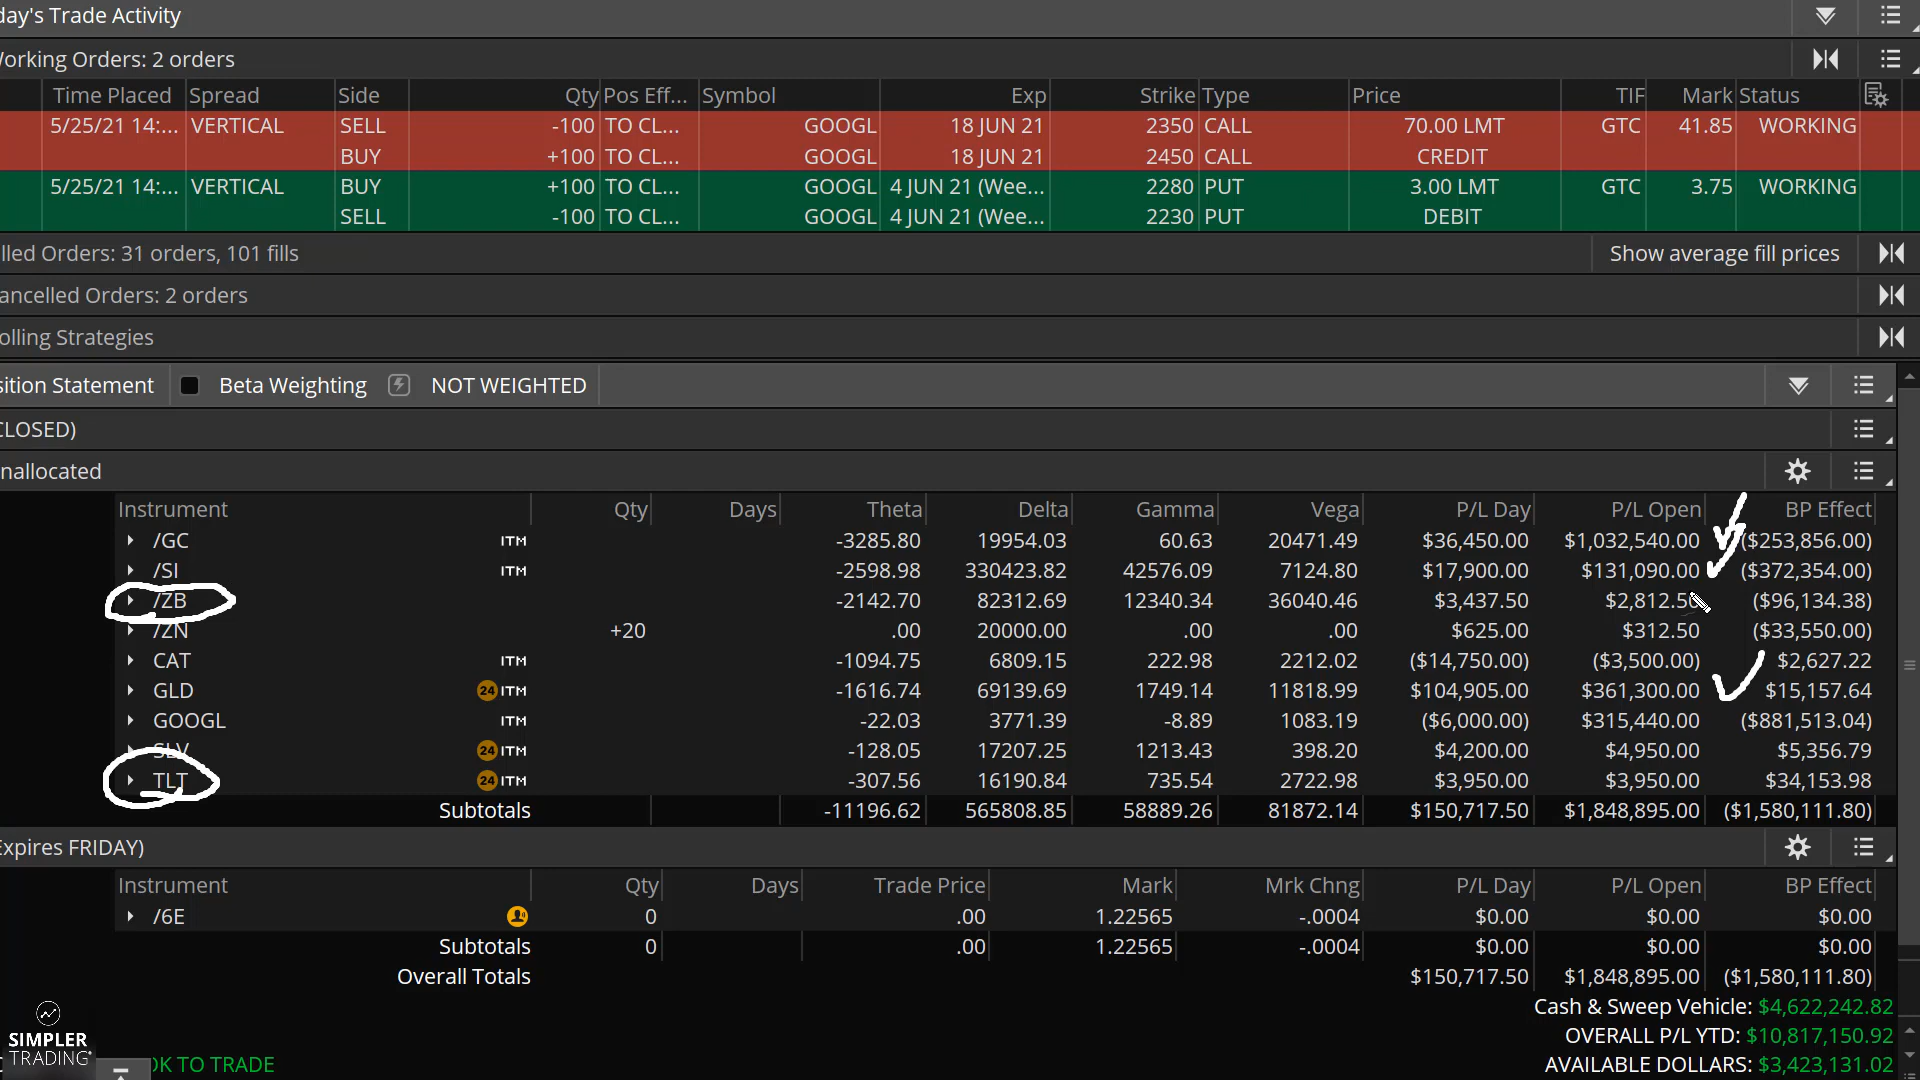 day's Trade Activity
Working Orders: 2 orders
Time Placed Spread Side Qty Pos Eff... Symbol Exp Strike Type Price TIF Mark Status
5/25/21 14:... VERTICAL SELL -100 TO CL... GOOGL 18 JUN 21 2350 CALL 70.00 LMT GTC 41.85 WORKING
BUY +100 TO CL... GOOGL 18 JUN 21 2450 CALL CREDIT
5/25/21 14:... VERTICAL BUY +100 TO CL... GOOGL 4 JUN 21 (Wee... 2280 PUT 3.00 LMT GTC 3.75 WORKING
SELL -100 TO CL... GOOGL 4 JUN 21 (Wee... 2230 PUT DEBIT
lled Orders: 31 orders, 101 fills Show average fill prices
ancelled Orders: 2 orders
olling Strategies
sition Statement Beta Weighting NOT WEIGHTED
CLOSED)
nallocated
Instrument Qty Days Theta Delta Gamma Vega P/L Day P/L Open BP Effect
/GC ITM -3285.80 19954.03 60.63 20471.49 $36,450.00 $1,032,540.00 ($253,856.00)
/SI ITM -2598.98 330423.82 42576.09 7124.80 $17,900.00 $131,090.00 ($372,354.00)
/ZB -2142.70 82312.69 12340.34 36040.46 $3,437.50 $2,812.50 ($96,134.38)
/ZN +20 .00 20000.00 .00 .00 $625.00 $312.50 ($33,550.00)
CAT ITM -1094.75 6809.15 222.98 2212.02 ($14,750.00) ($3,500.00) $2,627.22
GLD 24 ITM -1616.74 69139.69 1749.14 11818.99 $104,905.00 $361,300.00 $15,157.64
GOOGL ITM -22.03 3771.39 -8.89 1083.19 ($6,000.00) $315,440.00 ($881,513.04)
SLV 24 ITM -128.05 17207.25 1213.43 398.20 $4,200.00 $4,950.00 $5,356.79
TLT 24 ITM -307.56 16190.84 735.54 2722.98 $3,950.00 $3,950.00 $34,153.98
Subtotals -11196.62 565808.85 58889.26 81872.14 $150,717.50 $1,848,895.00 ($1,580,111.80)
Expires FRIDAY)
Instrument Qty Days Trade Price Mark Mrk Chng P/L Day P/L Open BP Effect
/6E 0 .00 1.22565 -.0004 $0.00 $0.00 $0.00
Subtotals 0 .00 1.22565 -.0004 $0.00 $0.00 $0.00
Overall Totals $150,717.50 $1,848,895.00 ($1,580,111.80)
Cash & Sweep Vehicle: $4,622,242.82
OVERALL P/L YTD: $10,817,150.92
AVAILABLE DOLLARS: $3,423,131.02
SIMPLER
TRADING
OK TO TRADE